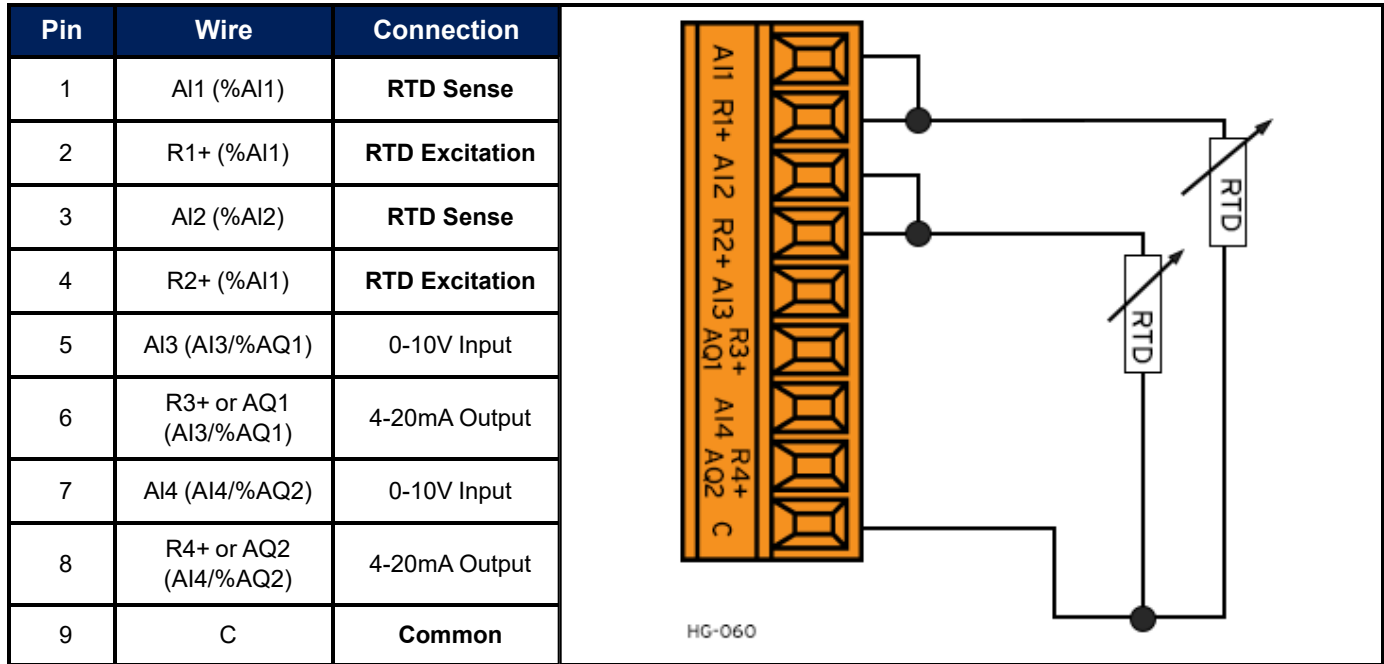 Pin Wire Connection
1 AI1 (%AI1) RTD Sense
2 R1+ (%AI1) RTD Excitation
3 AI2 (%AI2) RTD Sense
4 R2+ (%AI1) RTD Excitation
5 AI3 (AI3/%AQ1) 0-10V Input
6 R3+ or AQ1
(AI3/%AQ1) 4-20mA Output
7 AI4 (AI4/%AQ2) 0-10V Input
8 R4+ or AQ2
(AI4/%AQ2) 4-20mA Output
9 C Common
AI1
R1+
AI2
R2+
AI3
R3+
AQ1
AI4
R4+
AQ2
C
RTD
RTD
HG-060